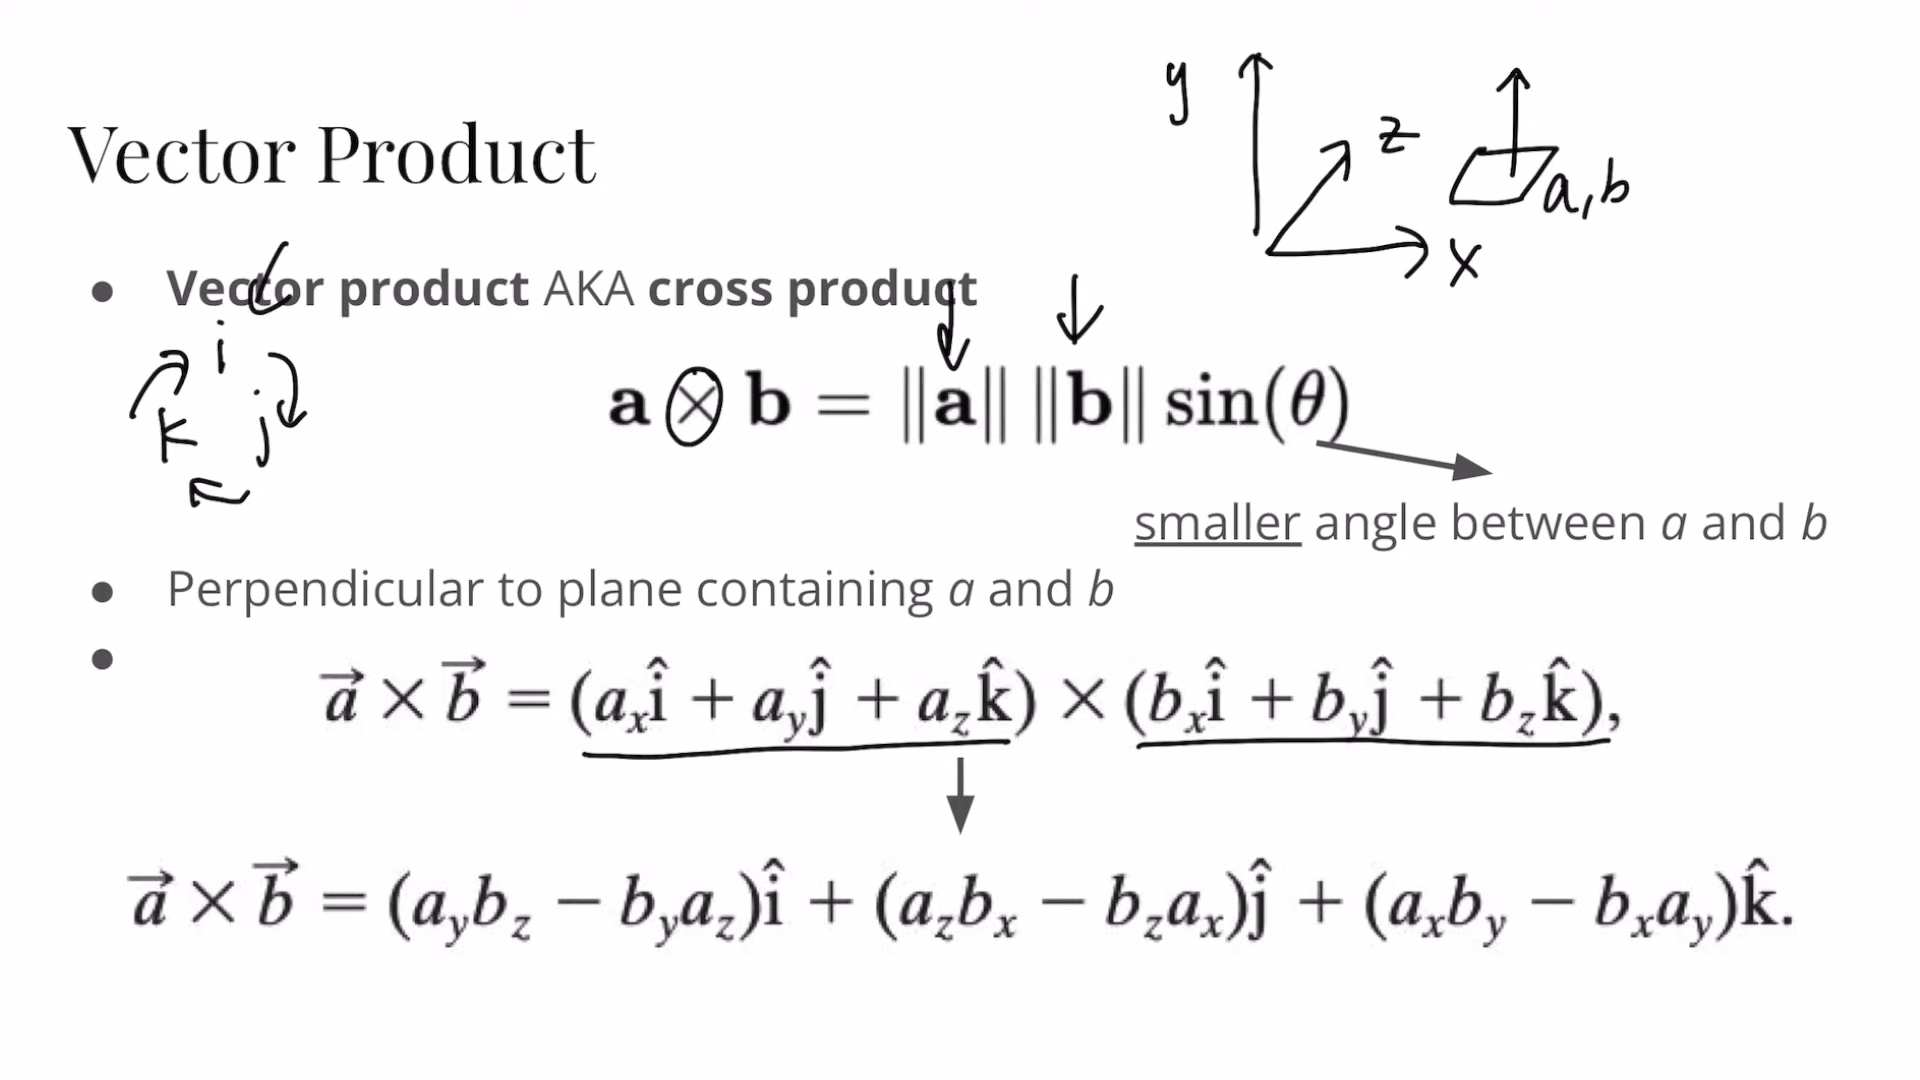 Vector Product
y
z
x
a,b
● Vector product AKA cross product
i
k j
a × b = ||a|| ||b|| sin(θ)
smaller angle between a and b
● Perpendicular to plane containing a and b
● a⃗ × b⃗ = (aₓî + a_yĵ + a_zk̂) × (bₓî + b_yĵ + b_zk̂),
a⃗ × b⃗ = (a_yb_z − b_ya_z)î + (a_zbₓ − b_zaₓ)ĵ + (aₓb_y − bₓa_y)k̂.